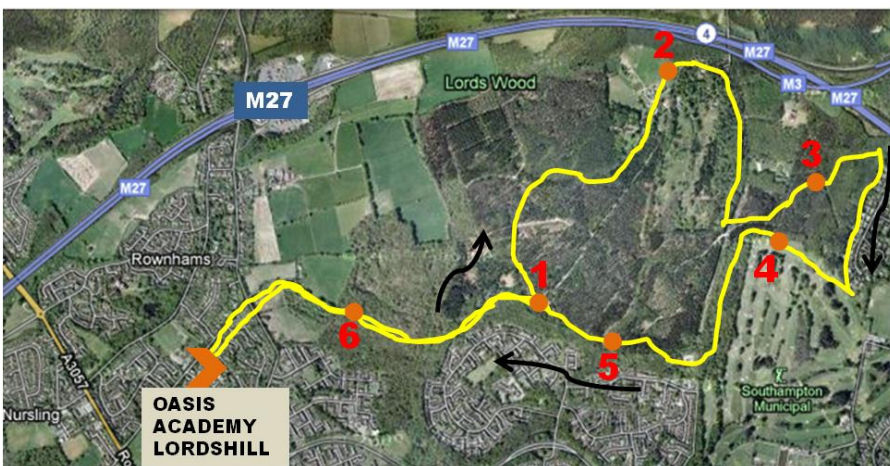 M27
4
M27
M3
M27
M27
M27
Lords Wood
2
3
Rownhams
1
4
6
5
A3057
Nursling
OASIS
ACADEMY
LORDSHILL
Southampton
Municipal